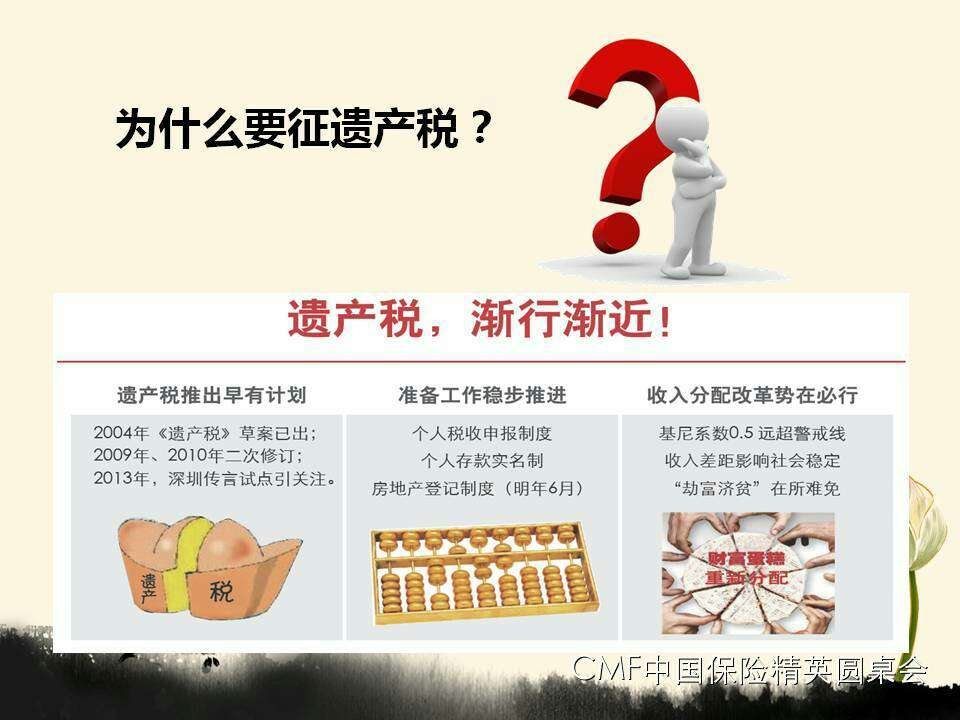 为什么要征遗产税？
遗产税，渐行渐近！
遗产税推出早有计划
2004年《遗产税》草案已出；
2009年、2010年二次修订；
2013年，深圳传言试点引关注。
遗产
税
准备工作稳步推进
个人税收申报制度
个人存款实名制
房地产登记制度（明年6月）
收入分配改革势在必行
基尼系数0.5 远超警戒线
收入差距影响社会稳定
“劫富济贫”在所难免
财富蛋糕
重新分配
CMF中国保险精英圆桌会